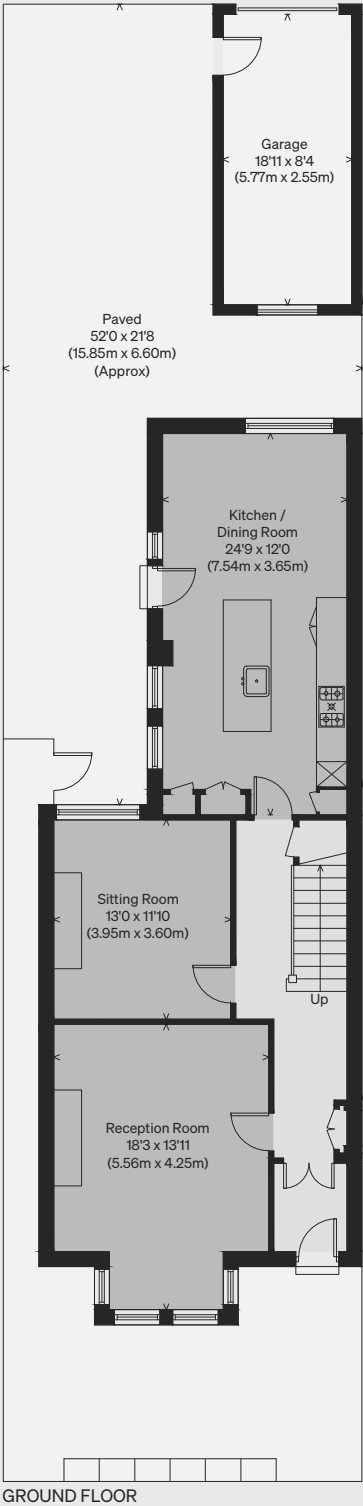 Garage
18'11 x 8'4
(5.77m x 2.55m)
Paved
52'0 x 21'8
(15.85m x 6.60m)
(Approx)
Kitchen /
Dining Room
24'9 x 12'0
(7.54m x 3.65m)
Sitting Room
13'0 x 11'10
(3.95m x 3.60m)
Up
Reception Room
18'3 x 13'11
(5.56m x 4.25m)
GROUND FLOOR